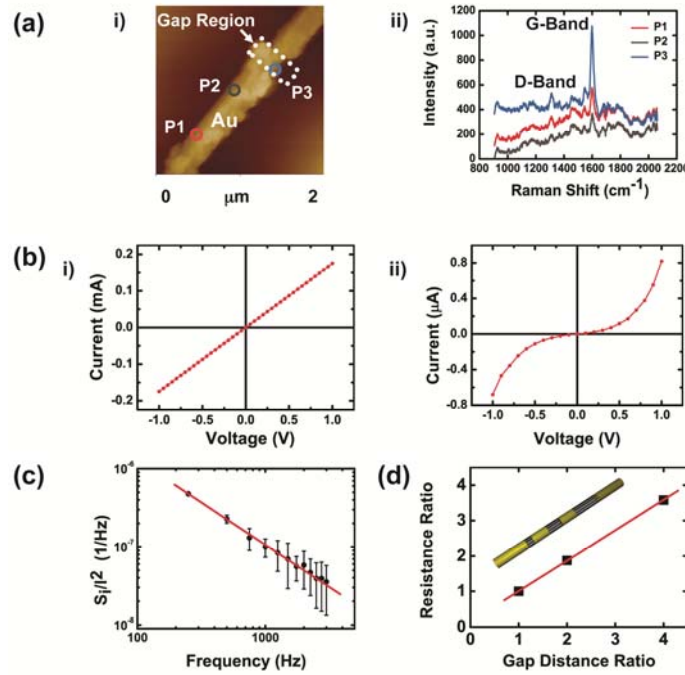 (a)
i)
Gap Region
P3
P2
P1
Au
0 μm 2
ii)
Intensity (a.u.)
1200
1000
800
600
400
200
0
G-Band
D-Band
P1
P2
P3
800 1000 1200 1400 1600 1800 2000 2200
Raman Shift (cm⁻¹)
(b)
i)
Current (mA)
0.2
0.1
0.0
-0.1
-0.2
-1.0 -0.5 0.0 0.5 1.0
Voltage (V)
ii)
Current (μA)
0.8
0.4
0.0
-0.4
-0.8
-1.0 -0.5 0.0 0.5 1.0
Voltage (V)
(c)
Sᵢ/I² (1/Hz)
10⁻⁶
10⁻⁷
10⁻⁸
100 1000
Frequency (Hz)
(d)
Resistance Ratio
4
3
2
1
0
0 1 2 3 4
Gap Distance Ratio